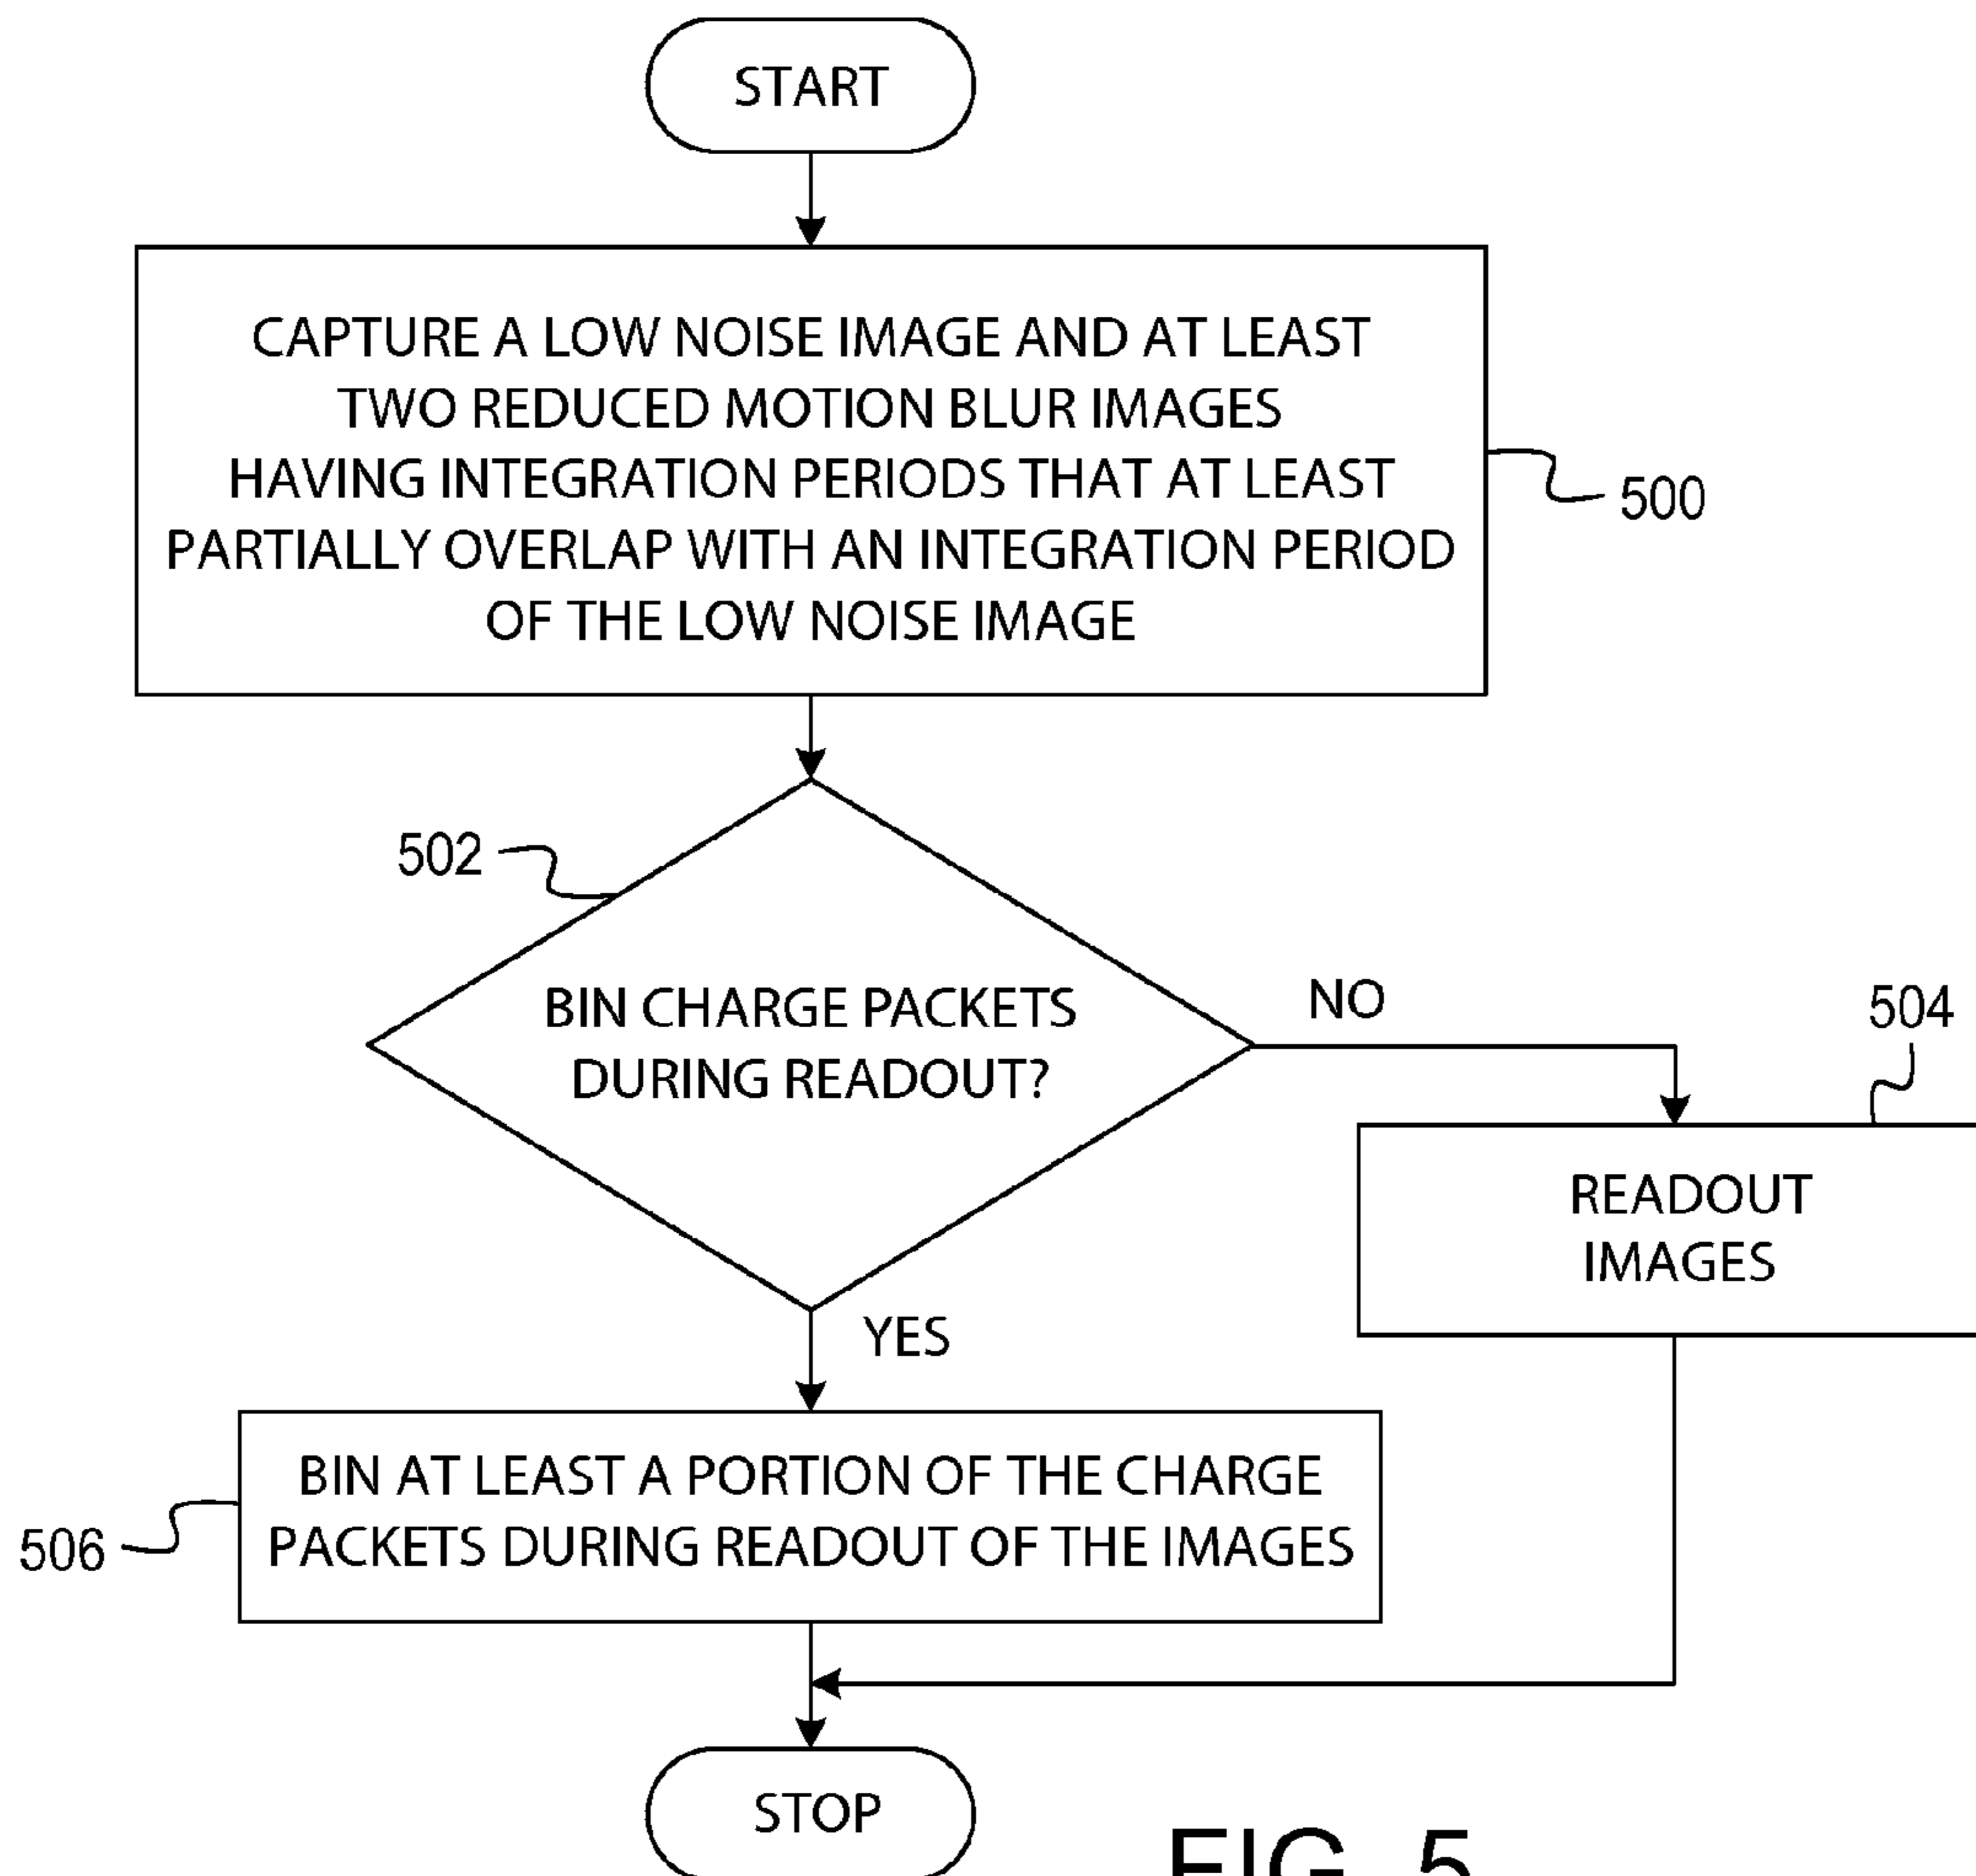 START
CAPTURE A LOW NOISE IMAGE AND AT LEAST
TWO REDUCED MOTION BLUR IMAGES
HAVING INTEGRATION PERIODS THAT AT LEAST
PARTIALLY OVERLAP WITH AN INTEGRATION PERIOD
OF THE LOW NOISE IMAGE
500
502
BIN CHARGE PACKETS
DURING READOUT?
NO
504
READOUT
IMAGES
YES
BIN AT LEAST A PORTION OF THE CHARGE
PACKETS DURING READOUT OF THE IMAGES
506
STOP
FIG. 5